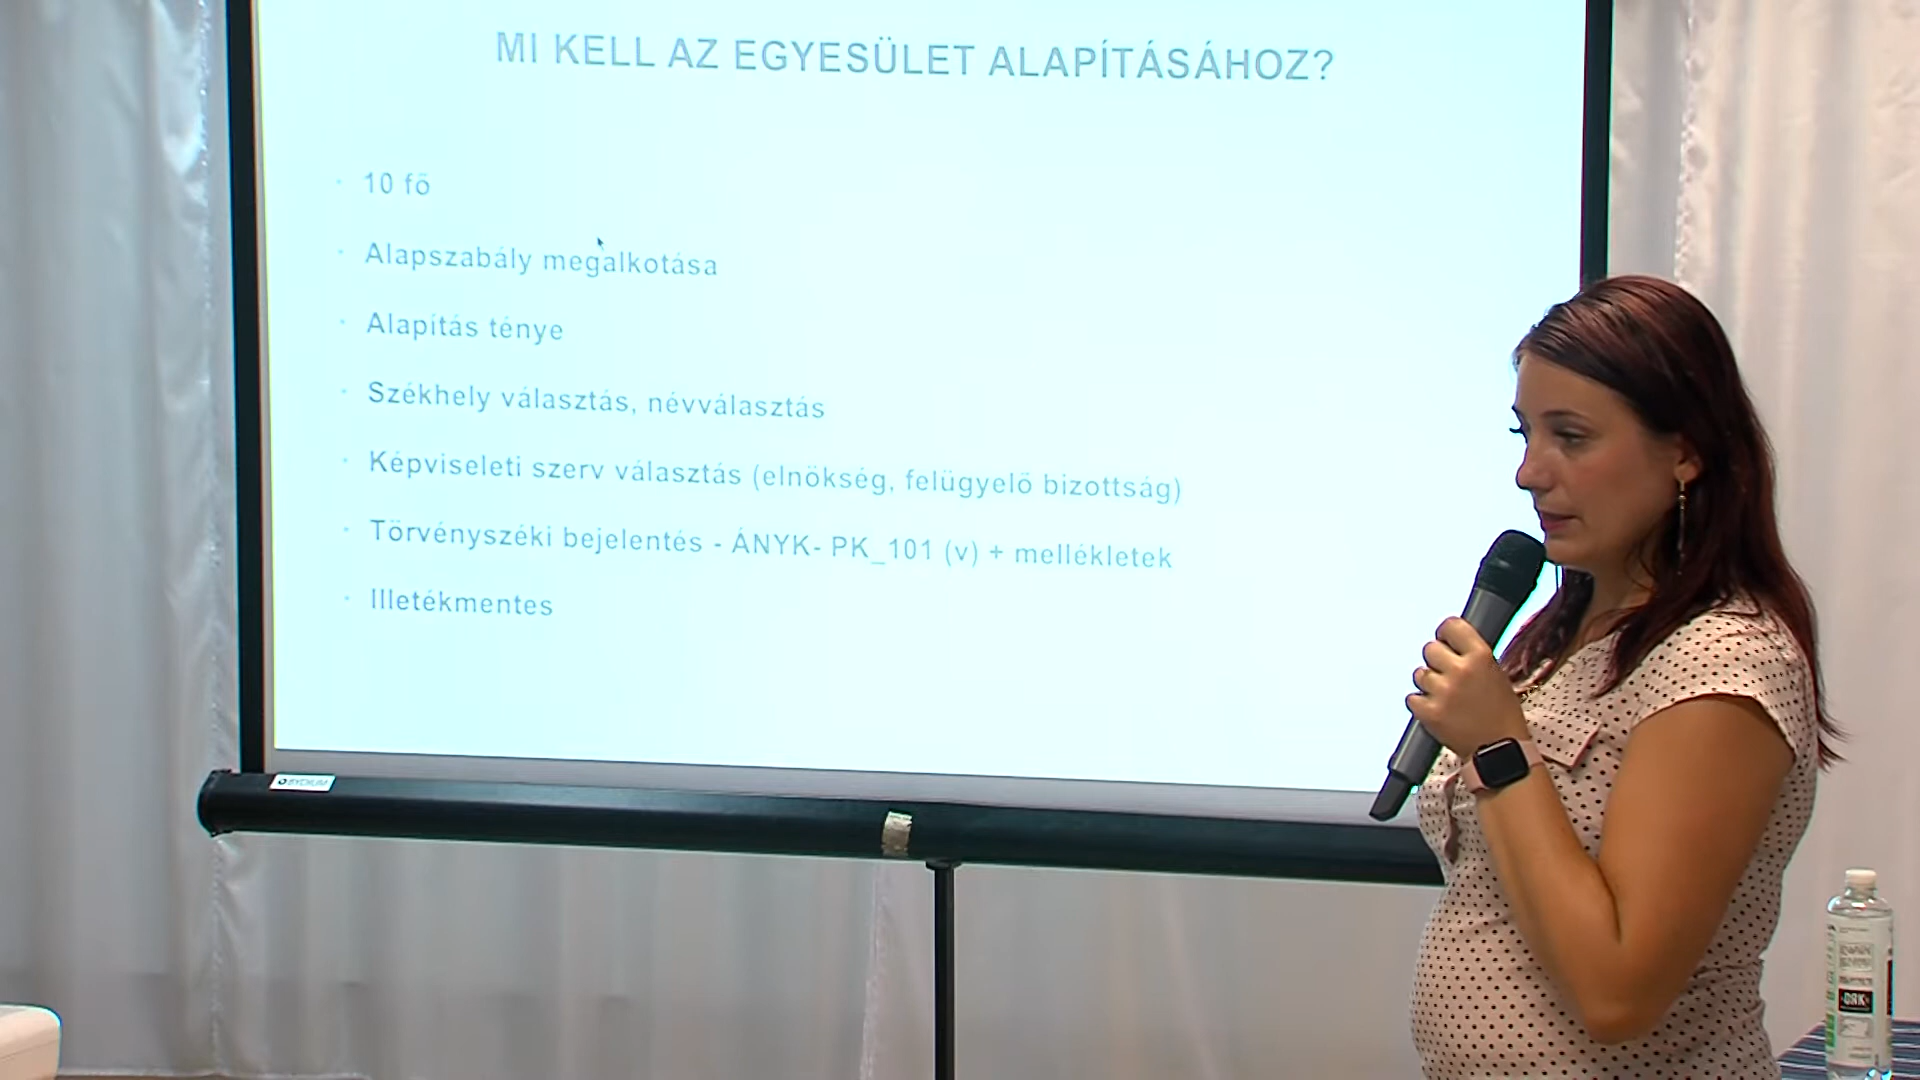 MI KELL AZ EGYESÜLET ALAPÍTÁSÁHOZ?
· 10 fő
· Alapszabály megalkotása
· Alapítás ténye
· Székhely választás, névválasztás
· Képviseleti szerv választás (elnökség, felügyelő bizottság)
· Törvényszéki bejelentés - ÁNYK- PK_101 (v) + mellékletek
· Illetékmentes